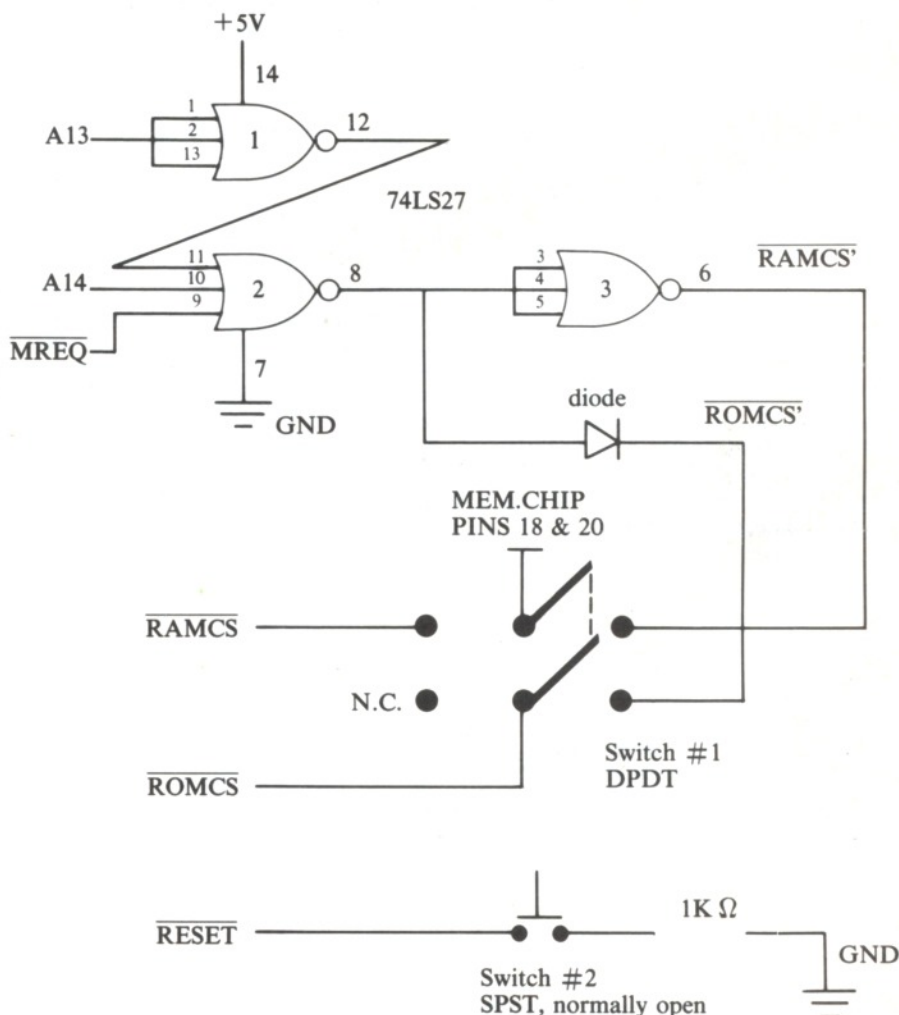 +5V
14
1
2
13
A13
1
12
74LS27
11
10
9
A14
2
8
3
4
5
3
6
RAMCS'
MREQ
7
GND
diode
ROMCS'
MEM.CHIP
PINS 18 & 20
RAMCS
N.C.
Switch #1
DPDT
ROMCS
1K Ω
RESET
GND
Switch #2
SPST, normally open